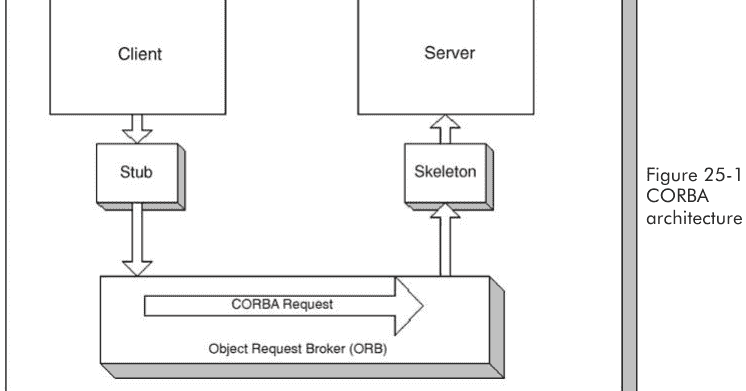 Client
Server
Stub
Skeleton
CORBA Request
Object Request Broker (ORB)
Figure 25-1
CORBA
architecture